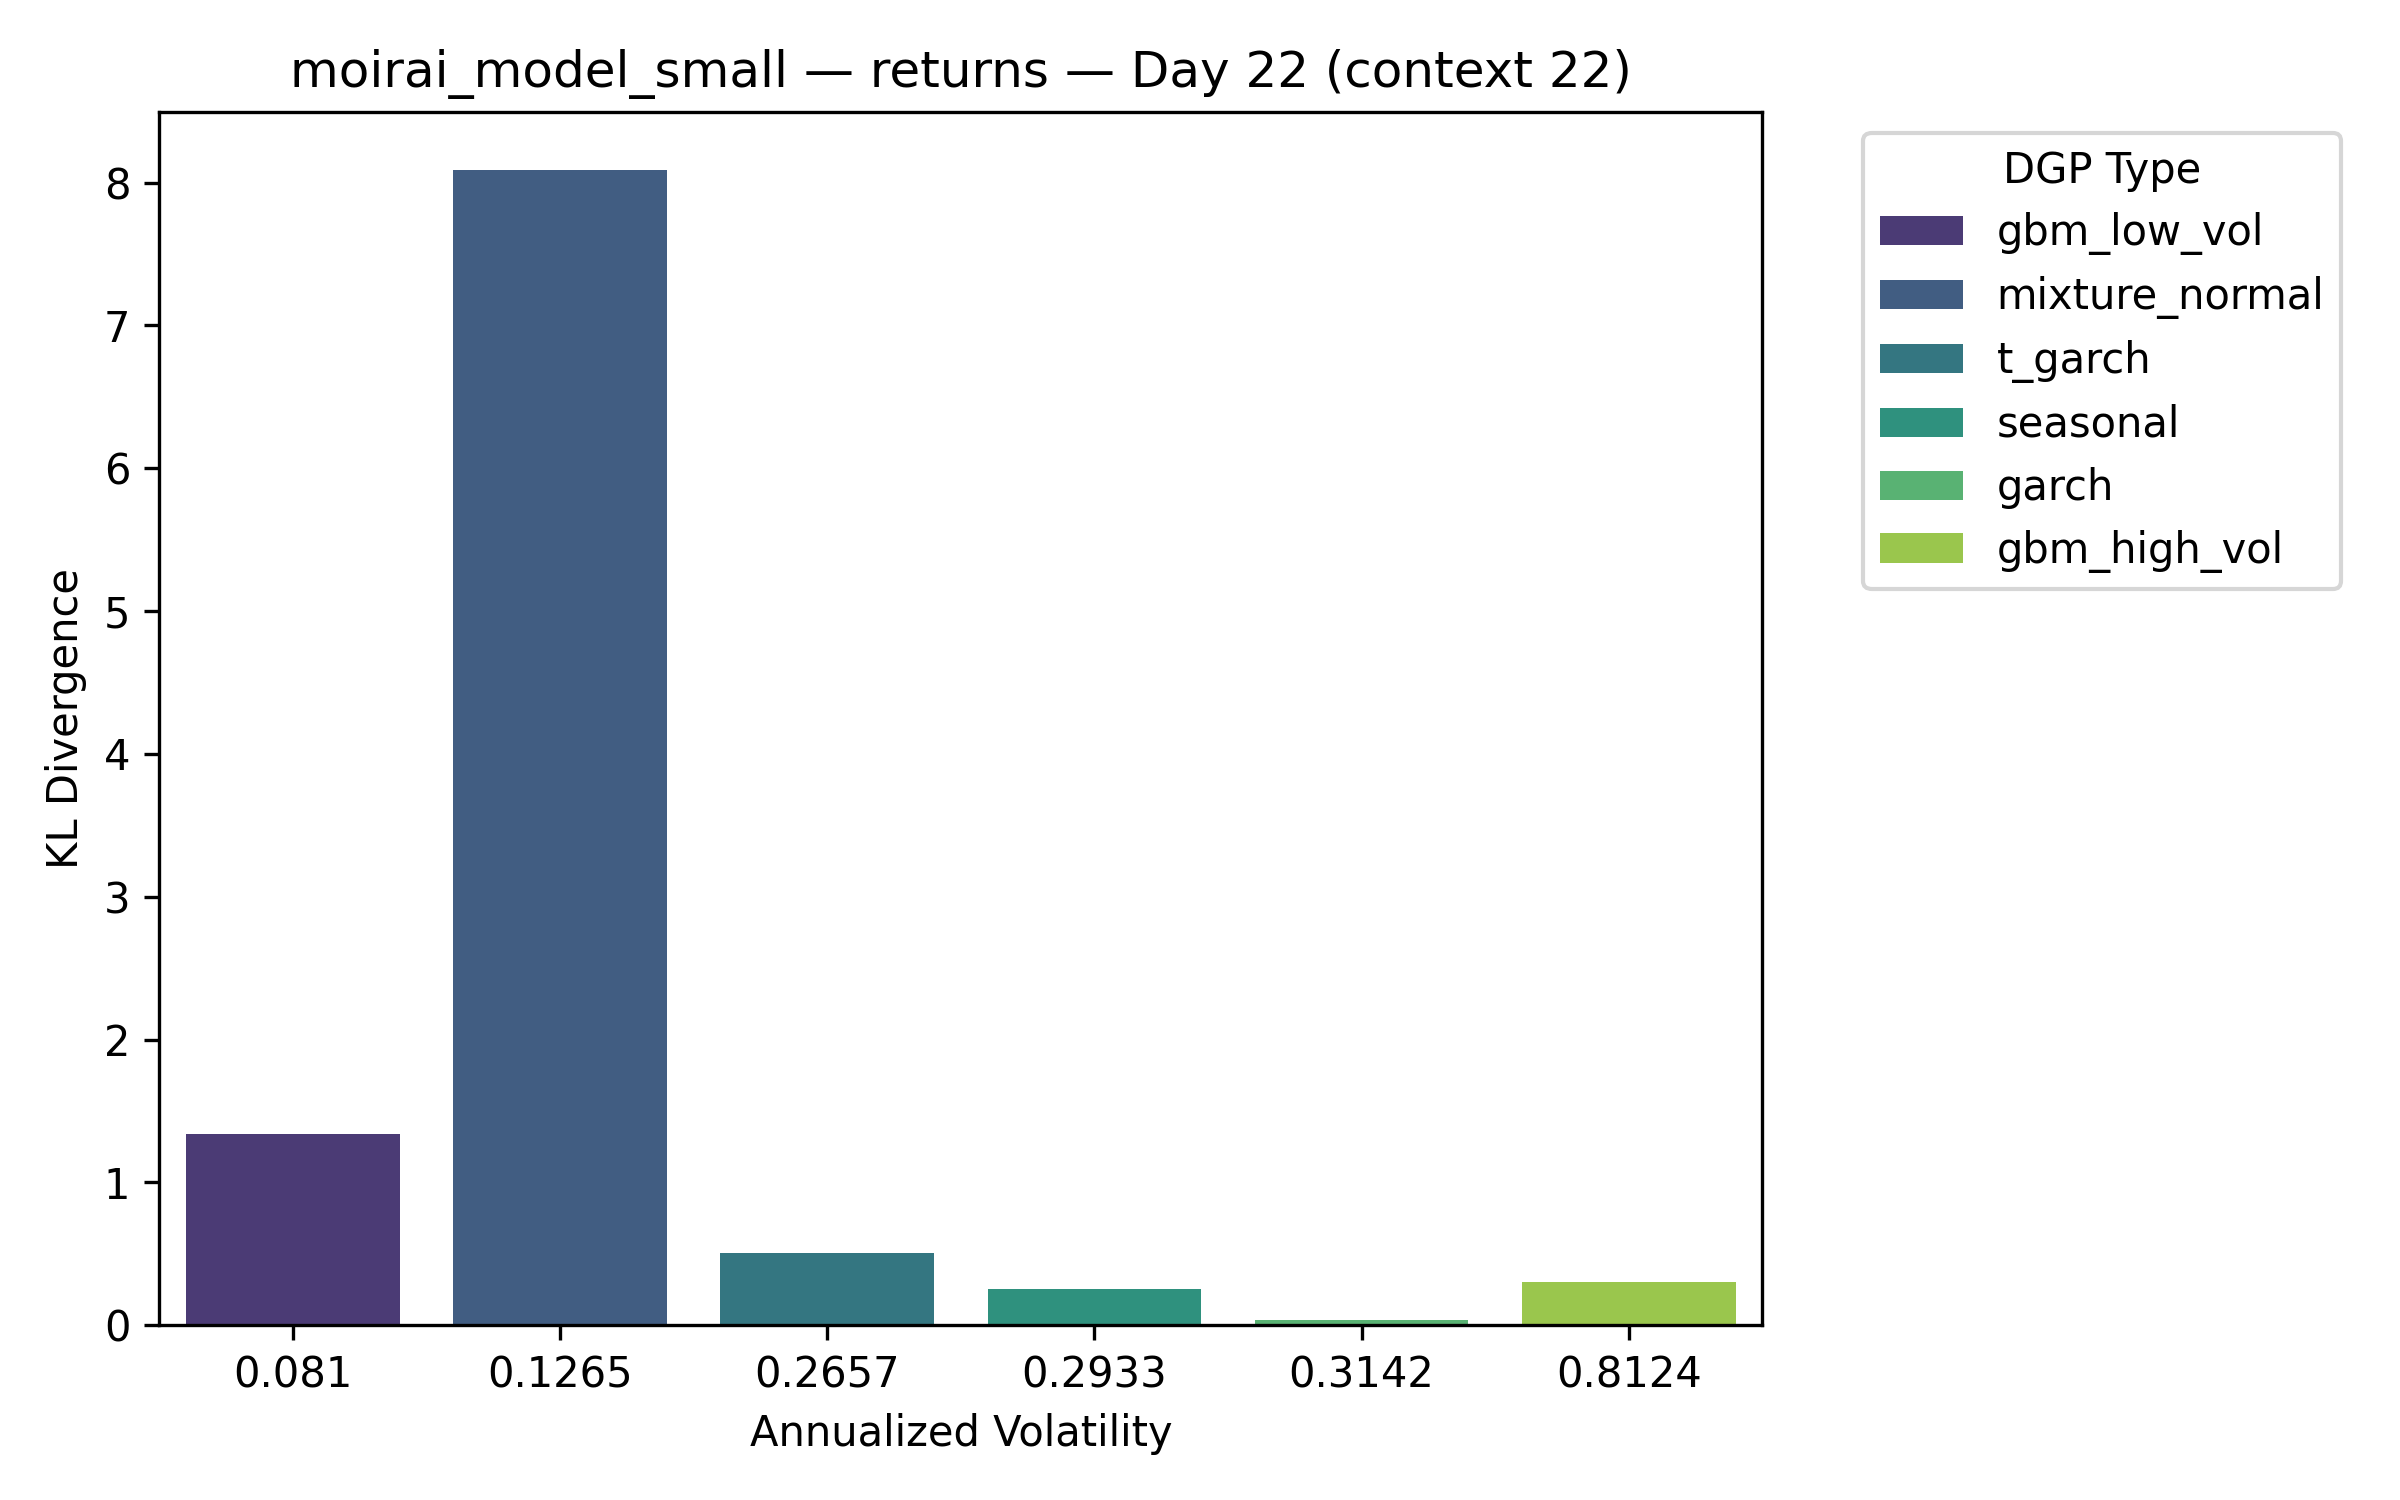 moirai_model_small — returns — Day 22 (context 22)
KL Divergence
8
7
6
5
4
3
2
1
0
0.081 0.1265 0.2657 0.2933 0.3142 0.8124
Annualized Volatility
DGP Type
gbm_low_vol
mixture_normal
t_garch
seasonal
garch
gbm_high_vol